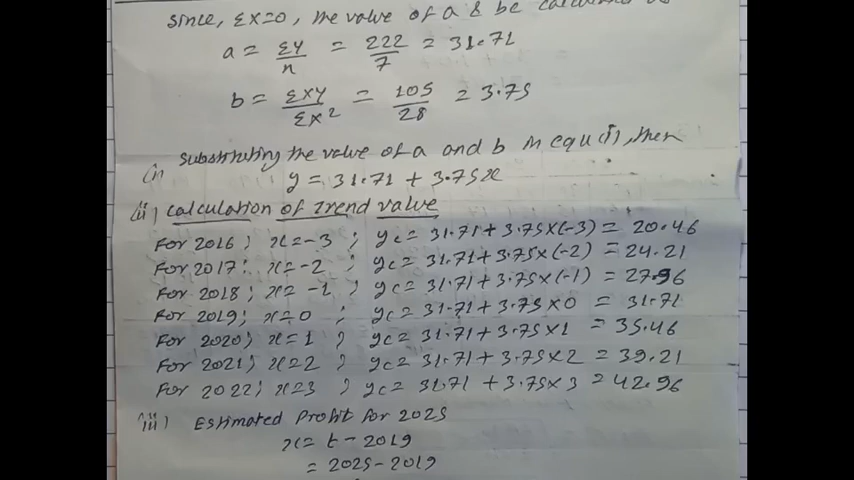 since, Σx=0, the value of a & be calculated as
a = Σy/n = 222/7 = 31.71
b = Σxy/Σx² = 105/28 = 3.75
substituting the value of a and b in equ (i), then
(i) y = 31.71 + 3.75x
(ii) calculation of Trend value
For 2016; x=-3; yc = 31.71 + 3.75×(-3) = 20.46
For 2017: x=-2; yc = 31.71 + 3.75×(-2) = 24.21
For 2018; x=-1; yc = 31.71 + 3.75×(-1) = 27.96
For 2019; x=0; yc = 31.71 + 3.75×0 = 31.71
For 2020; x=1; yc = 31.71 + 3.75×1 = 35.46
For 2021; x=2; yc = 31.71 + 3.75×2 = 39.21
For 2022; x=3; yc = 31.71 + 3.75×3 = 42.96
(iii) Estimated Profit for 2025
x = t - 2019
= 2025 - 2019